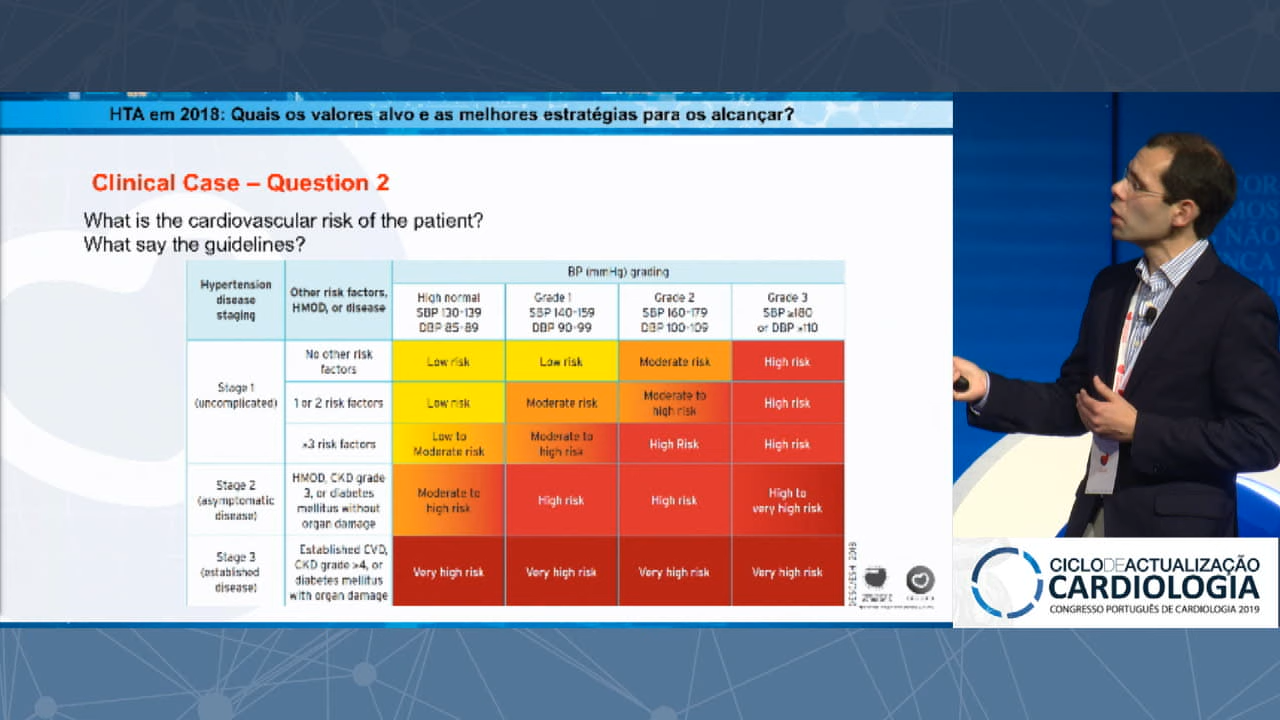 HTA em 2018: Quais os valores alvo e as melhores estratégias para os alcançar?
Clinical Case – Question 2
What is the cardiovascular risk of the patient?
What say the guidelines?
Hypertension
disease
staging
Other risk factors,
HMOD, or disease
BP (mmHg) grading
High normal
SBP 130-139
DBP 85-89
Grade 1
SBP 140-159
DBP 90-99
Grade 2
SBP 160-179
DBP 100-109
Grade 3
SBP ≥180
or DBP ≥110
Stage 1
(uncomplicated)
No other risk
factors
Low risk
Low risk
Moderate risk
High risk
1 or 2 risk factors
Low risk
Moderate risk
Moderate to
high risk
High risk
≥3 risk factors
Low to
Moderate risk
Moderate to
high risk
High Risk
High risk
Stage 2
(asymptomatic
disease)
HMOD, CKD grade
3, or diabetes
mellitus without
organ damage
Moderate to
high risk
High risk
High risk
High to
very high risk
Stage 3
(established
disease)
Established CVD,
CKD grade ≥4, or
diabetes mellitus
with organ damage
Very high risk
Very high risk
Very high risk
Very high risk
NÃO
CICLO DE ACTUALIZAÇÃO
CARDIOLOGIA
CONGRESSO PORTUGUÊS DE CARDIOLOGIA 2019